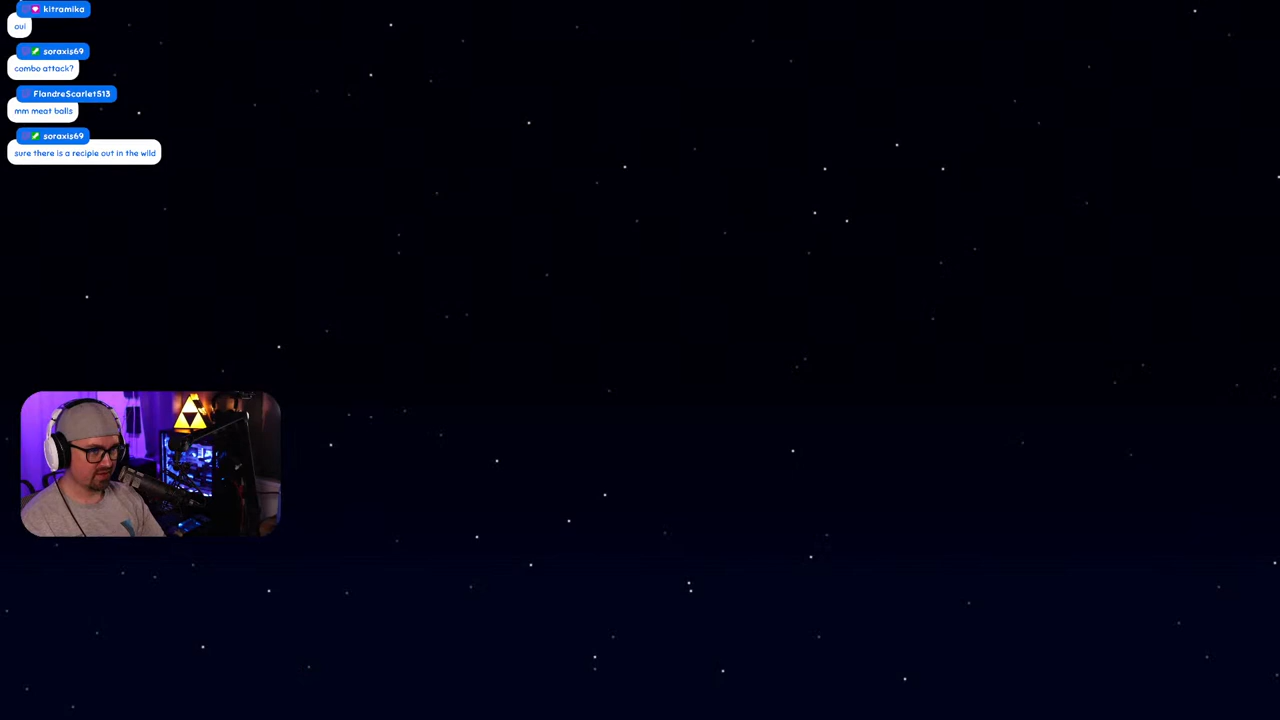 kitramika
oui
soraxis69
combo attack?
FlandreScarlet513
mm meat balls
soraxis69
sure there is a recipie out in the wild